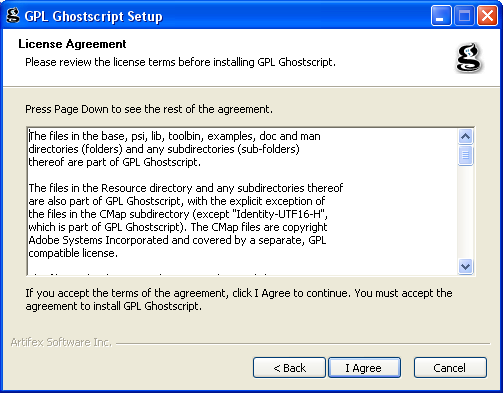 GPL Ghostscript Setup
License Agreement
Please review the license terms before installing GPL Ghostscript.
Press Page Down to see the rest of the agreement.
The files in the base, psi, lib, toolbin, examples, doc and man
directories (folders) and any subdirectories (sub-folders)
thereof are part of GPL Ghostscript.
The files in the Resource directory and any subdirectories thereof
are also part of GPL Ghostscript, with the explicit exception of
the files in the CMap subdirectory (except "Identity-UTF16-H",
which is part of GPL Ghostscript). The CMap files are copyright
Adobe Systems Incorporated and covered by a separate, GPL
compatible license.
If you accept the terms of the agreement, click I Agree to continue. You must accept the
agreement to install GPL Ghostscript.
Artifex Software Inc.
< Back
I Agree
Cancel